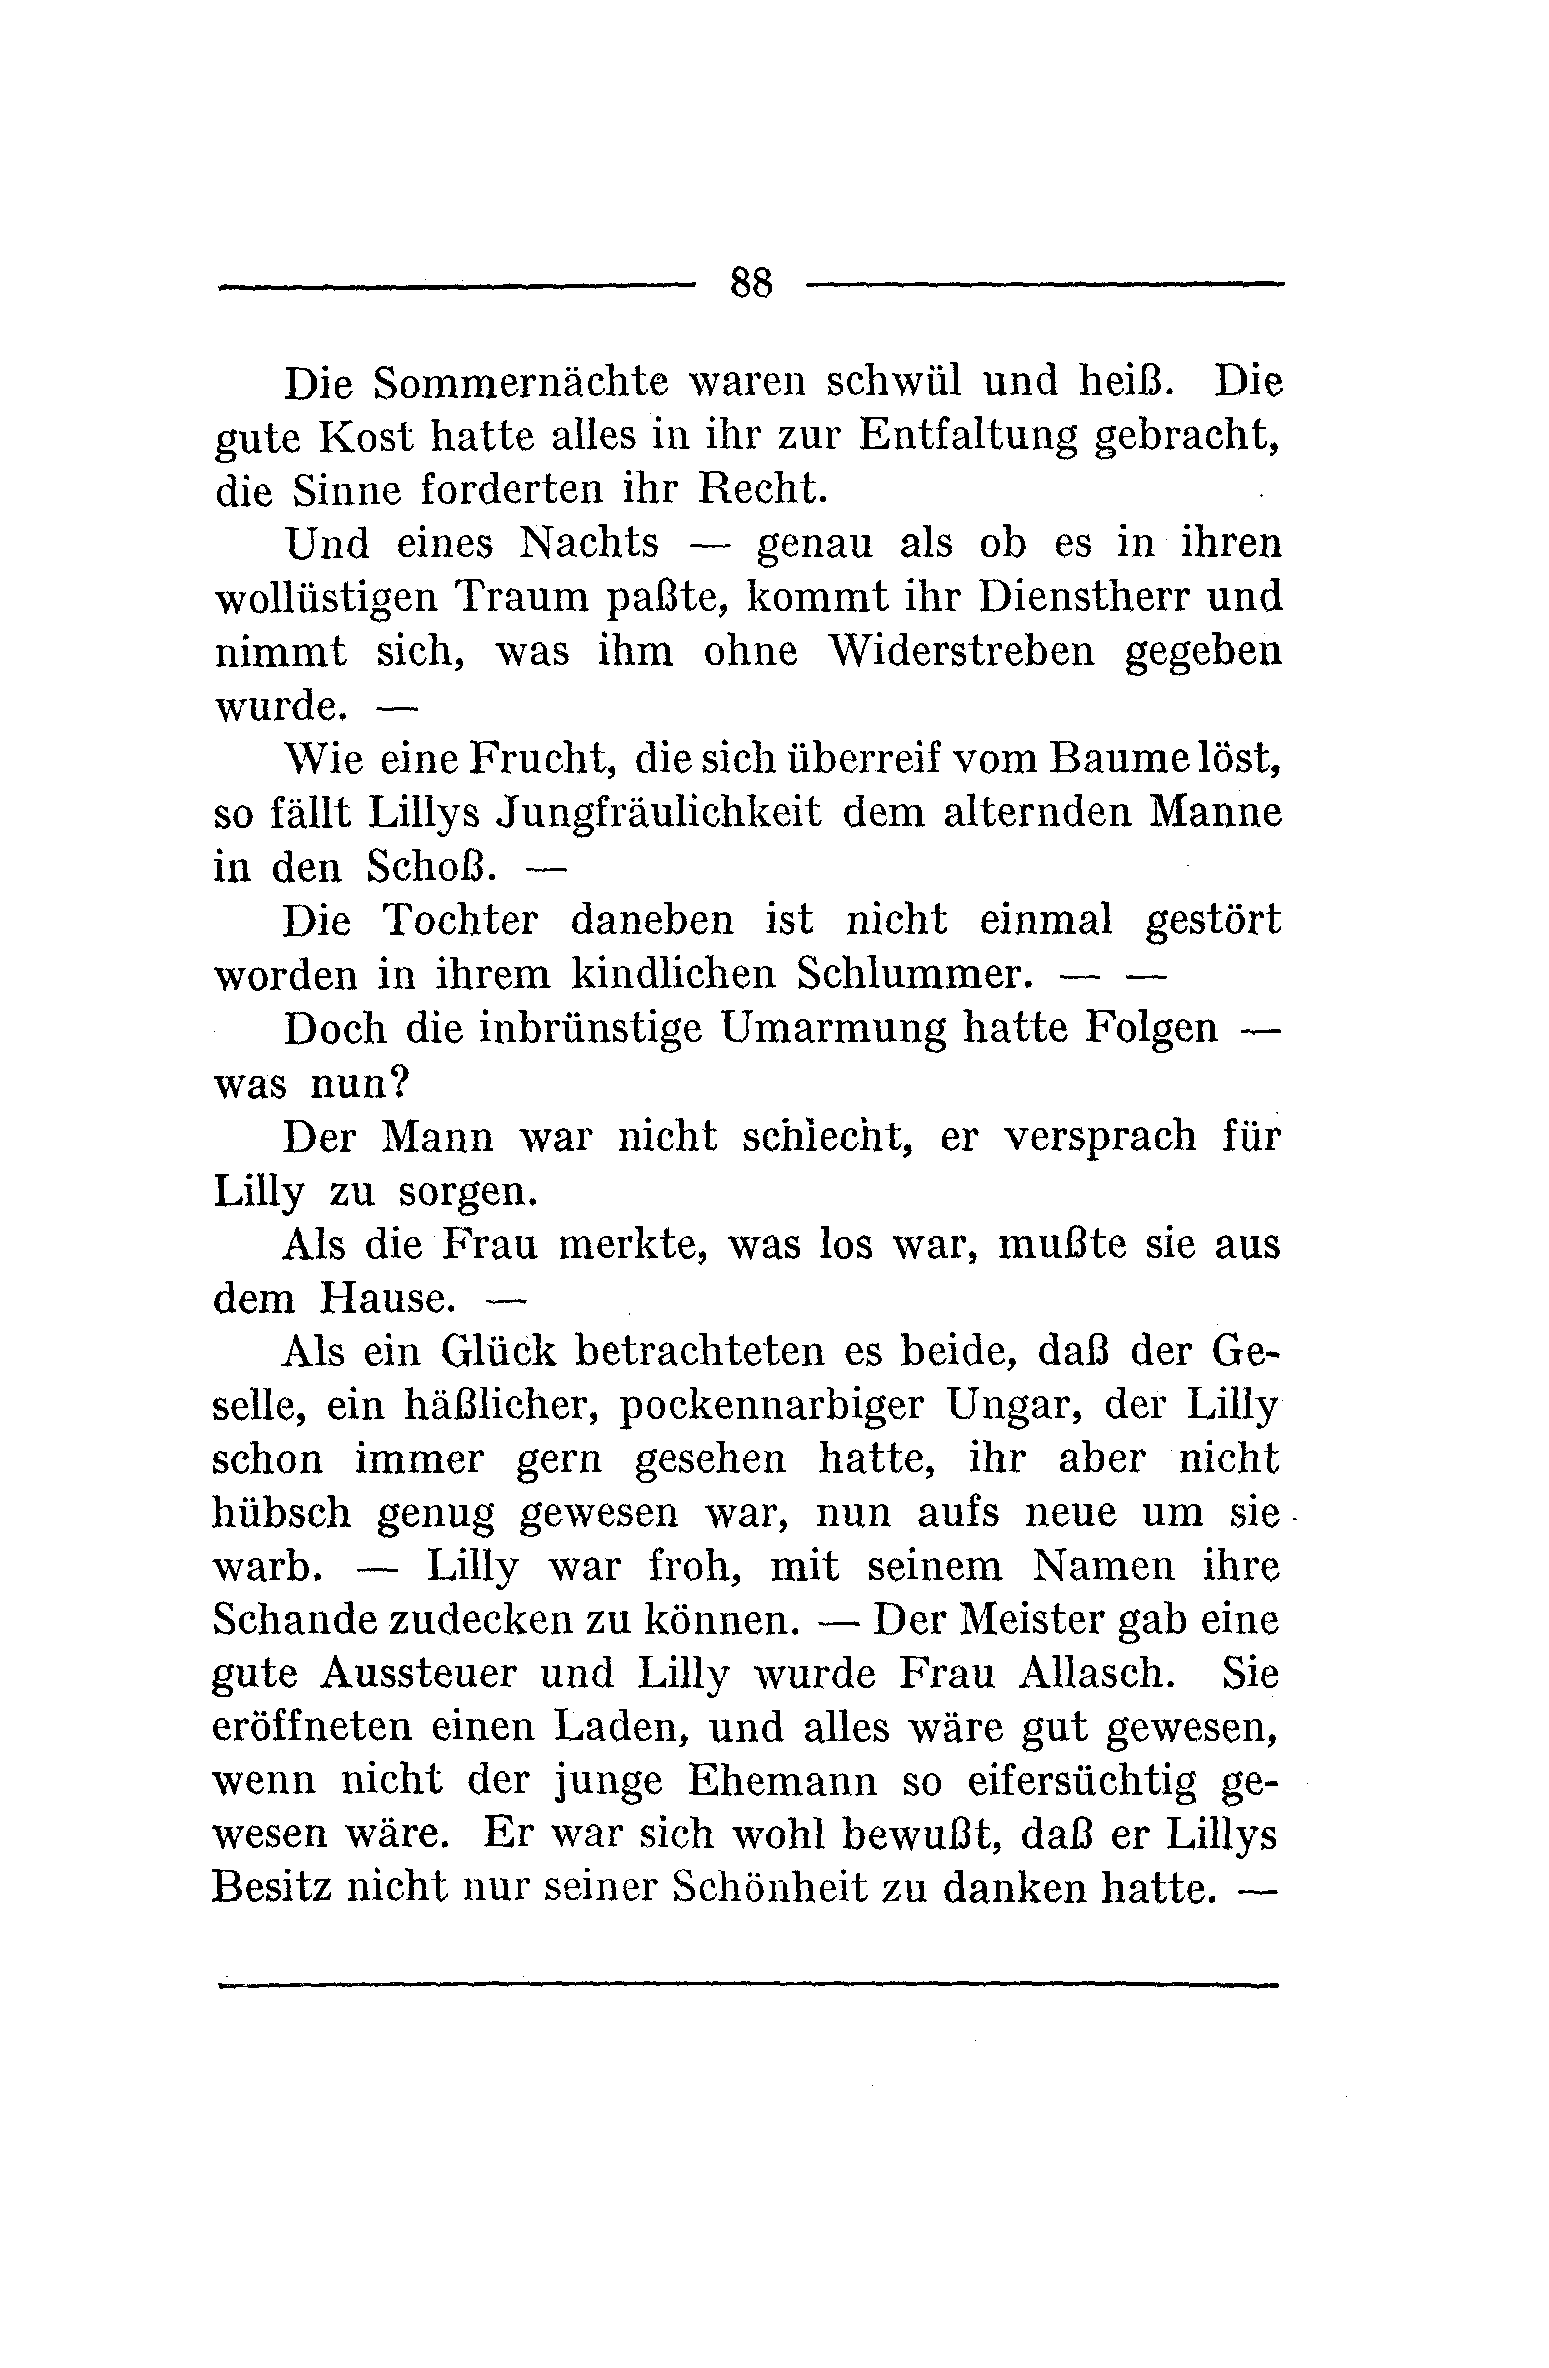 88
Die Sommernächte waren schwül und heiß. Die
gute Kost hatte alles in ihr zur Entfaltung gebracht,
die Sinne forderten ihr Recht.
Und eines Nachts — genau als ob es in ihren
wollüstigen Traum paßte, kommt ihr Dienstherr und
nimmt sich, was ihm ohne Widerstreben gegeben
wurde. —
Wie eine Frucht, die sich überreif vom Baume löst,
so fällt Lillys Jungfräulichkeit dem alternden Manne
in den Schoß. —
Die Tochter daneben ist nicht einmal gestört
worden in ihrem kindlichen Schlummer. — —
Doch die inbrünstige Umarmung hatte Folgen —
was nun?
Der Mann war nicht schlecht, er versprach für
Lilly zu sorgen.
Als die Frau merkte, was los war, mußte sie aus
dem Hause. —
Als ein Glück betrachteten es beide, daß der Ge-
selle, ein häßlicher, pockennarbiger Ungar, der Lilly
schon immer gern gesehen hatte, ihr aber nicht
hübsch genug gewesen war, nun aufs neue um sie
warb. — Lilly war froh, mit seinem Namen ihre
Schande zudecken zu können. — Der Meister gab eine
gute Aussteuer und Lilly wurde Frau Allasch. Sie
eröffneten einen Laden, und alles wäre gut gewesen,
wenn nicht der junge Ehemann so eifersüchtig ge-
wesen wäre. Er war sich wohl bewußt, daß er Lillys
Besitz nicht nur seiner Schönheit zu danken hatte. —